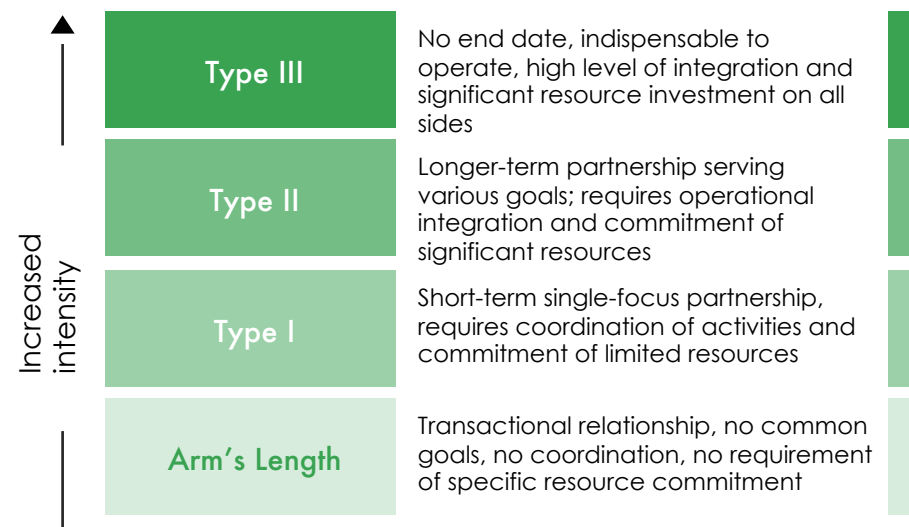 Type III
No end date, indispensable to
operate, high level of integration and
significant resource investment on all
sides
Type II
Longer-term partnership serving
various goals; requires operational
integration and commitment of
significant resources
Increased
intensity
Type I
Short-term single-focus partnership,
requires coordination of activities and
commitment of limited resources
Arm's Length
Transactional relationship, no common
goals, no coordination, no requirement
of specific resource commitment